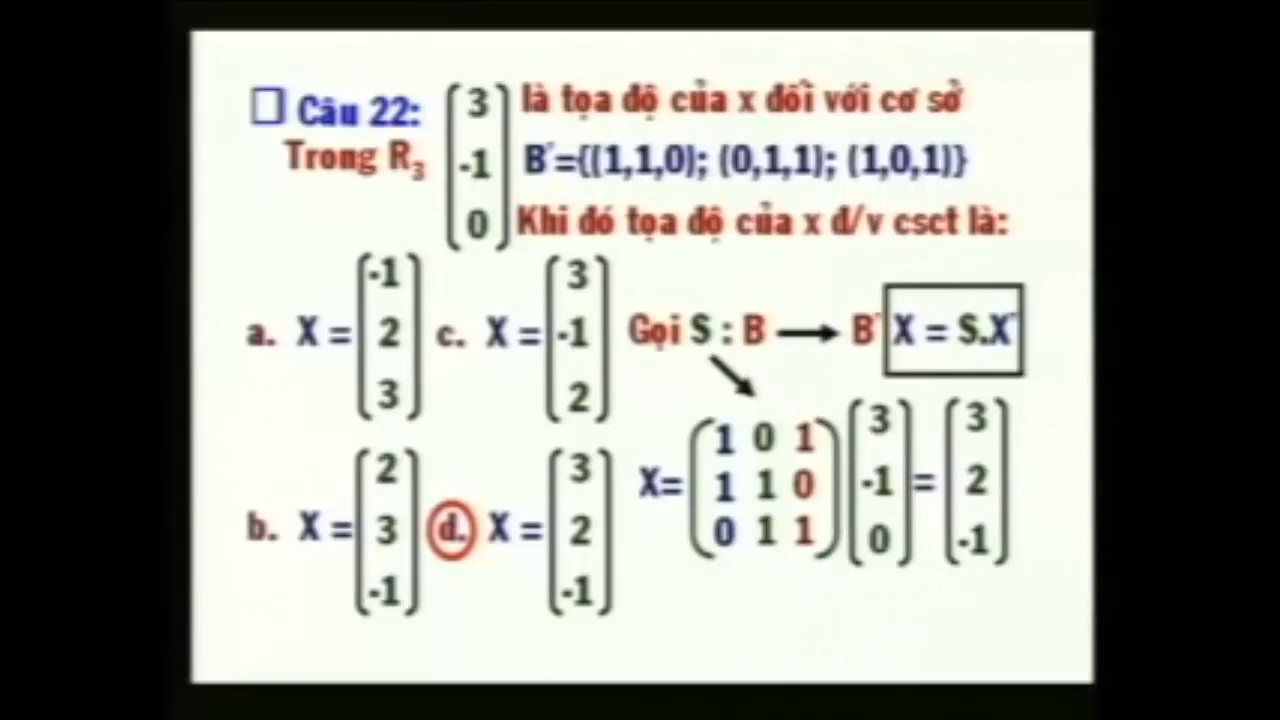 ☐ Câu 22: [3 -1 0] là tọa độ của x đối với cơ sở
Trong R₃ B'={(1,1,0); (0,1,1); (1,0,1)}
Khi đó tọa độ của x đ/v csct là:
a. X = [-1 2 3]
c. X = [3 -1 2]
Gọi S : B → B' X = S.X'
b. X = [2 3 -1]
d. X = [3 2 -1]
X= (1 0 1
1 1 0
0 1 1) [3 -1 0] = [3 2 -1]